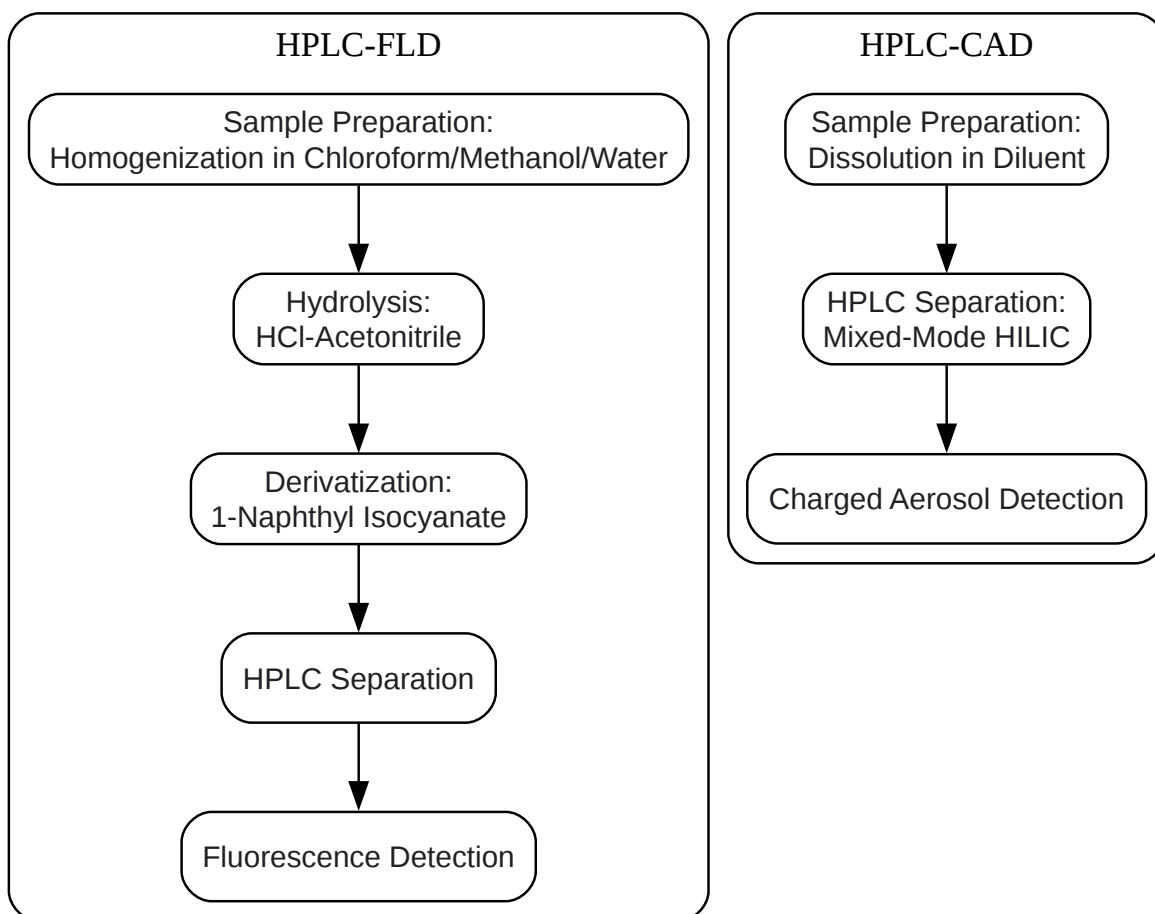 HPLC-FLD
Sample Preparation:
Homogenization in Chloroform/Methanol/Water
Hydrolysis:
HCl-Acetonitrile
Derivatization:
1-Naphthyl Isocyanate
HPLC Separation
Fluorescence Detection
HPLC-CAD
Sample Preparation:
Dissolution in Diluent
HPLC Separation:
Mixed-Mode HILIC
Charged Aerosol Detection